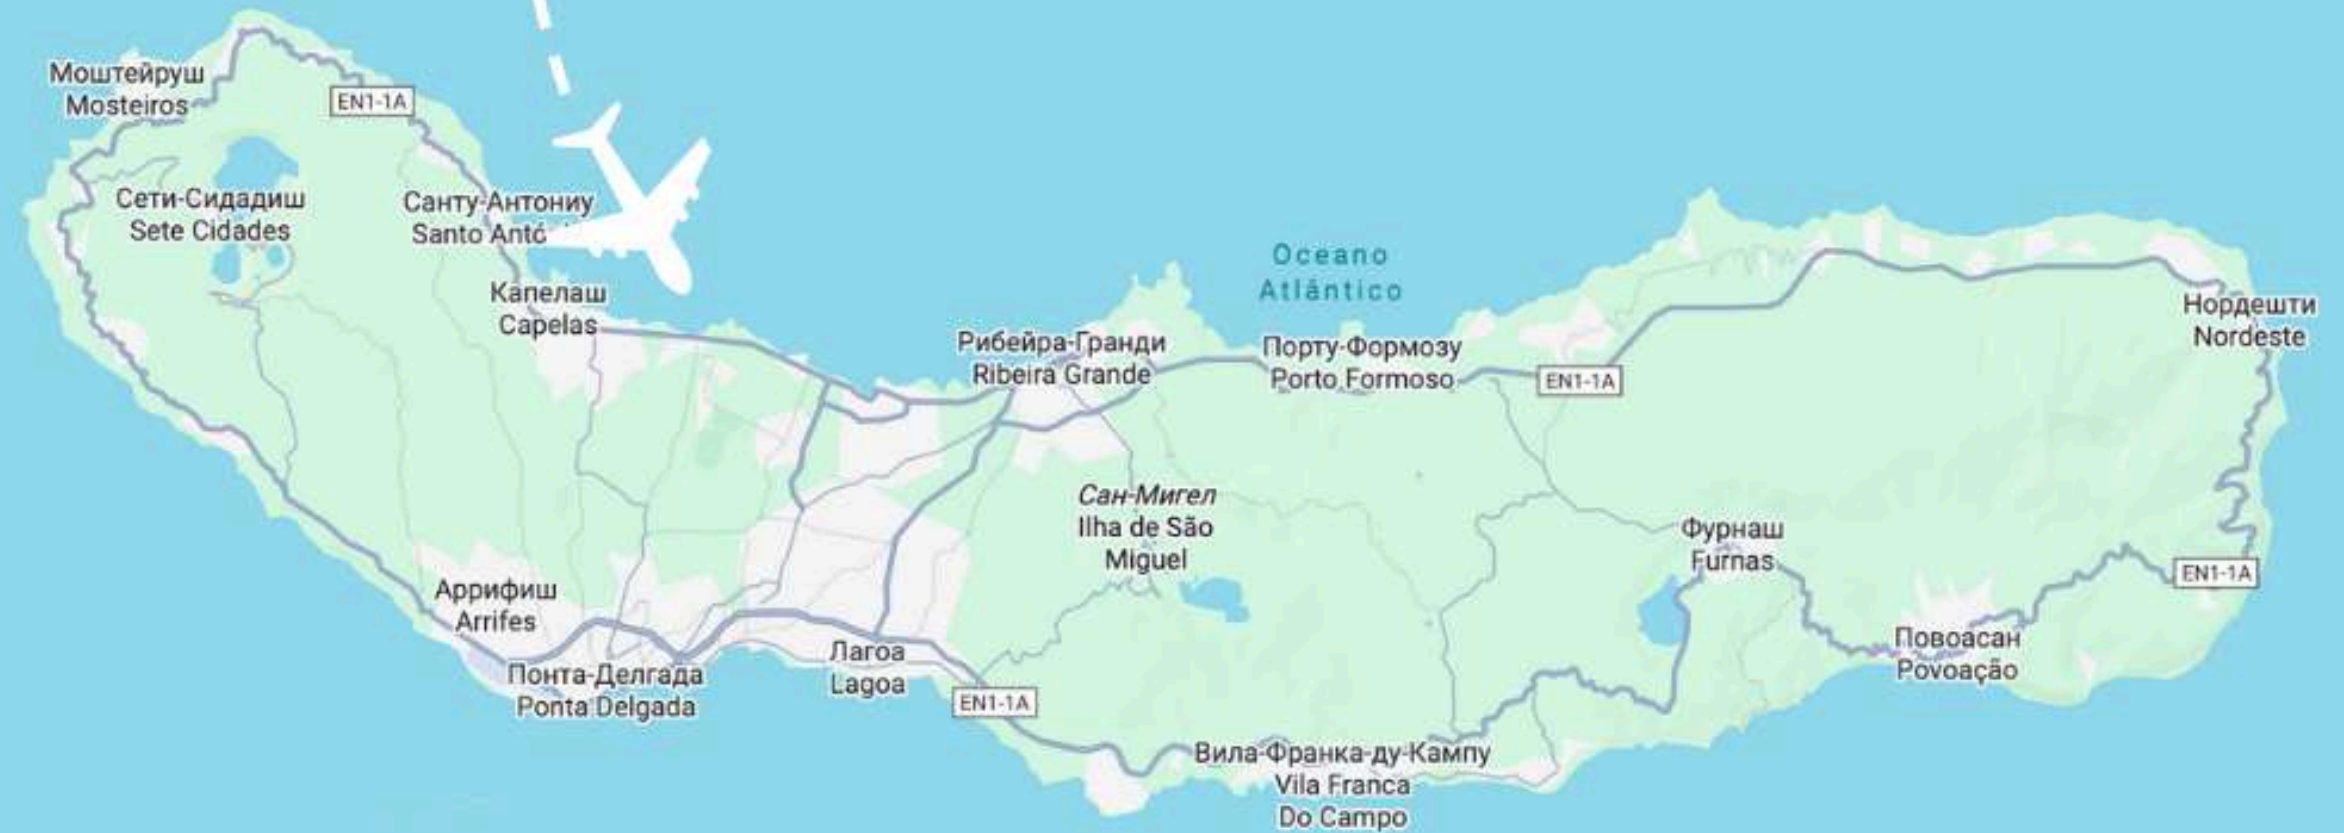 Моштейруш
Mosteiros
EN1-1A
Сети-Сидадиш
Sete Cidades
Санту-Антониу
Santo Antó
Капелаш
Capelas
Oceano
Atlântico
Рибейра-Гранди
Ribeira Grande
Порту-Формозу
Porto Formoso
EN1-1A
Нордешти
Nordeste
Сан-Мигел
Ilha de São
Miguel
Фурнаш
Furnas
EN1-1A
Аррифиш
Arrifes
Понта-Делгада
Ponta Delgada
Лагоа
Lagoa
EN1-1A
Повоасан
Povoação
Вила-Франка-ду-Кампу
Vila Franca
Do Campo